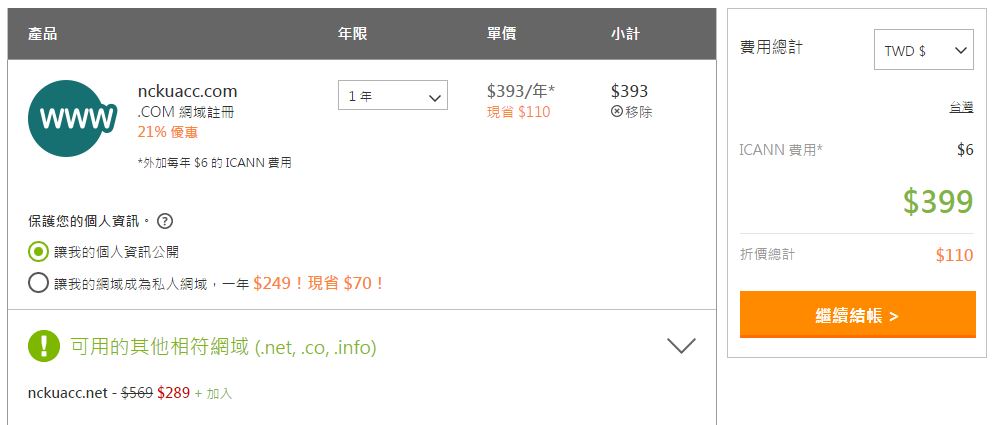 產品 年限 單價 小計
WWW
nckuacc.com
.COM 網域註冊
21% 優惠
*外加每年 $6 的 ICANN 費用
1 年
$393/年*
現省 $110
$393
移除
保護您的個人資訊。 ?
讓我的個人資訊公開
讓我的網域成為私人網域，一年 $249！現省 $70！
! 可用的其他相符網域 (.net, .co, .info)
nckuacc.net - $569 $289 + 加入
費用總計 TWD $
台灣
ICANN 費用* $6
$399
折價總計 $110
繼續結帳 >